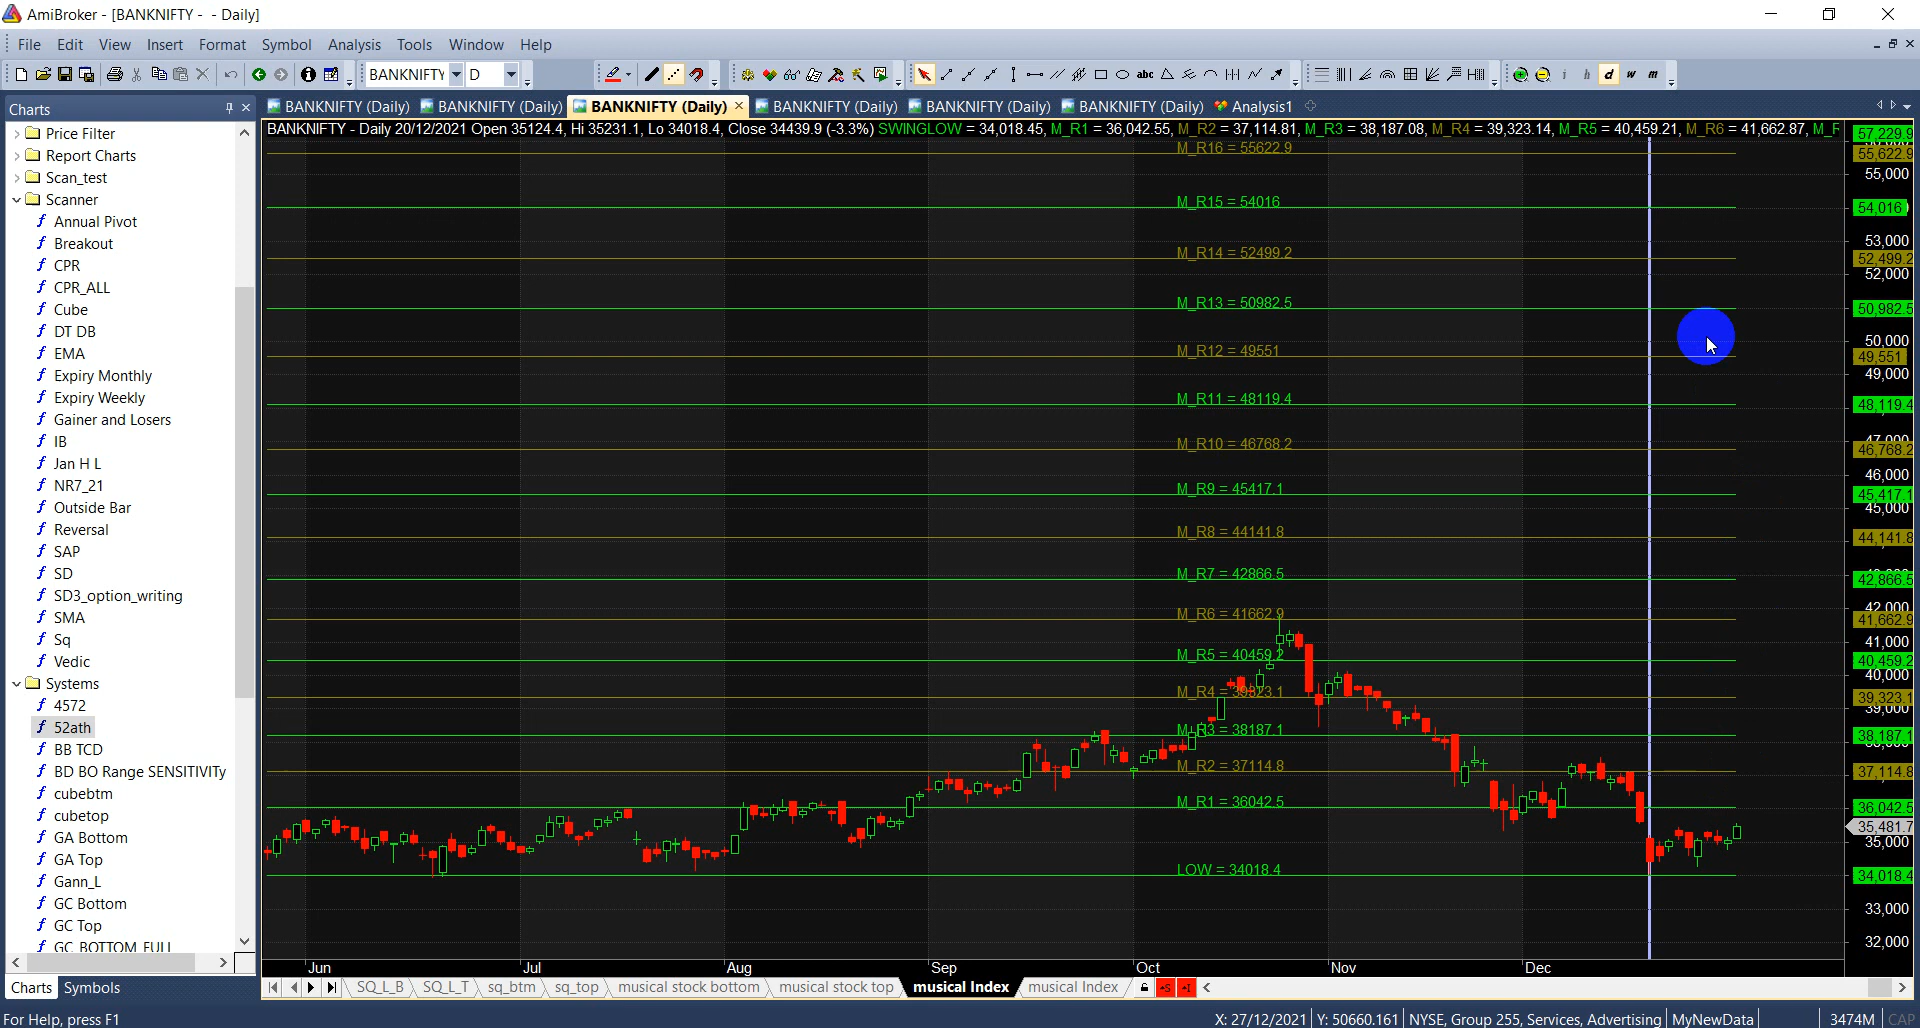 AmiBroker - [BANKNIFTY - - Daily]
File Edit View Insert Format Symbol Analysis Tools Window Help
BANKNIFTY D
abc
i h d w m
Charts
BANKNIFTY (Daily) BANKNIFTY (Daily) BANKNIFTY (Daily) BANKNIFTY (Daily) BANKNIFTY (Daily) BANKNIFTY (Daily) Analysis1
BANKNIFTY - Daily 20/12/2021 Open 35124.4, Hi 35231.1, Lo 34018.4, Close 34439.9 (-3.3%) SWINGLOW = 34,018.45, M_R1 = 36,042.55, M_R2 = 37,114.81, M_R3 = 38,187.08, M_R4 = 39,323.14, M_R5 = 40,459.21, M_R6 = 41,662.87, M_F
Price Filter
Report Charts
Scan_test
Scanner
Annual Pivot
Breakout
CPR
CPR_ALL
Cube
DT DB
EMA
Expiry Monthly
Expiry Weekly
Gainer and Losers
IB
Jan H L
NR7_21
Outside Bar
Reversal
SAP
SD
SD3_option_writing
SMA
Sq
Vedic
Systems
4572
52ath
BB TCD
BD BO Range SENSITIVITy
cubebtm
cubetop
GA Bottom
GA Top
Gann_L
GC Bottom
GC Top
GC BOTTOM FULL
M_R16 = 55622.9
M_R15 = 54016
M_R14 = 52499.2
M_R13 = 50982.5
M_R12 = 49551
M_R11 = 48119.4
M_R10 = 46768.2
M_R9 = 45417.1
M_R8 = 44141.8
M_R7 = 42866.5
M_R6 = 41662.9
M_R5 = 40459.2
M_R4 = 39323.1
M_R3 = 38187.1
M_R2 = 37114.8
M_R1 = 36042.5
LOW = 34018.4
57,229.9
55,622.9
55,000
54,016
53,000
52,499.2
52,000
50,982.5
50,000
49,551
49,000
48,119.4
47,000
46,768.2
46,000
45,417.1
45,000
44,141.8
42,866.5
42,000
41,662.9
41,000
40,459.2
40,000
39,323.1
39,000
38,187.1
37,114.8
36,042.5
35,481.7
35,000
34,018.4
33,000
32,000
Jun Jul Aug Sep Oct Nov Dec
Charts Symbols
SQ_L_B SQ_L_T sq_btm sq_top musical stock bottom musical stock top musical Index musical Index
For Help, press F1
X: 27/12/2021 Y: 50660.161 NYSE, Group 255, Services, Advertising MyNewData 3474M CAP